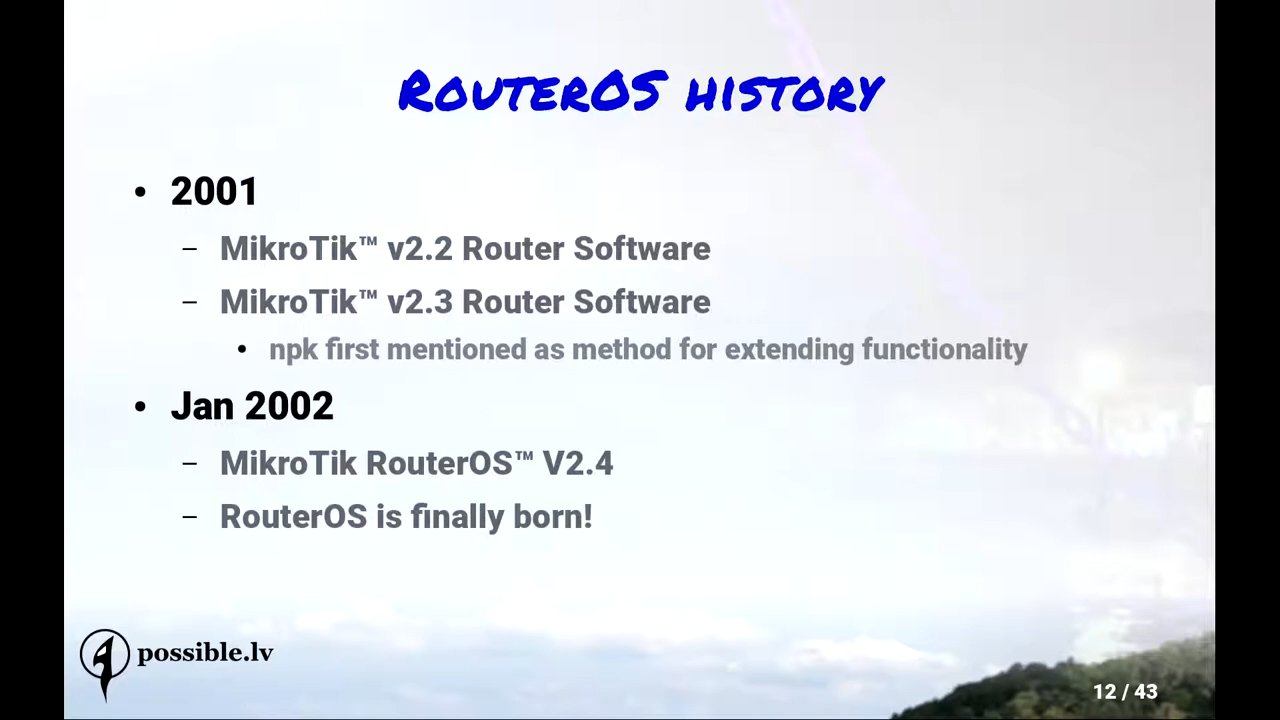 RouterOS history
• 2001
– MikroTik™ v2.2 Router Software
– MikroTik™ v2.3 Router Software
• npk first mentioned as method for extending functionality
• Jan 2002
– MikroTik RouterOS™ V2.4
– RouterOS is finally born!
possible.lv
12 / 43